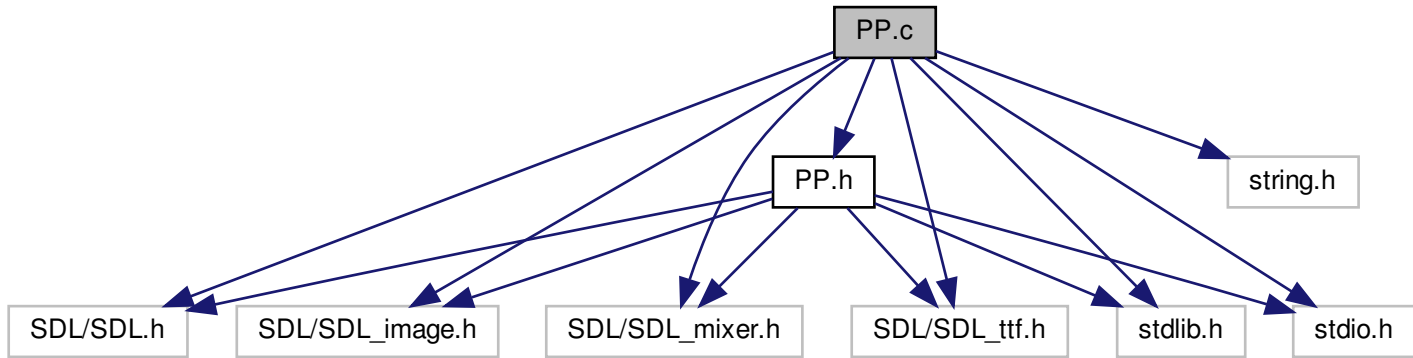 PP.c
PP.h
string.h
SDL/SDL.h
SDL/SDL_image.h
SDL/SDL_mixer.h
SDL/SDL_ttf.h
stdlib.h
stdio.h